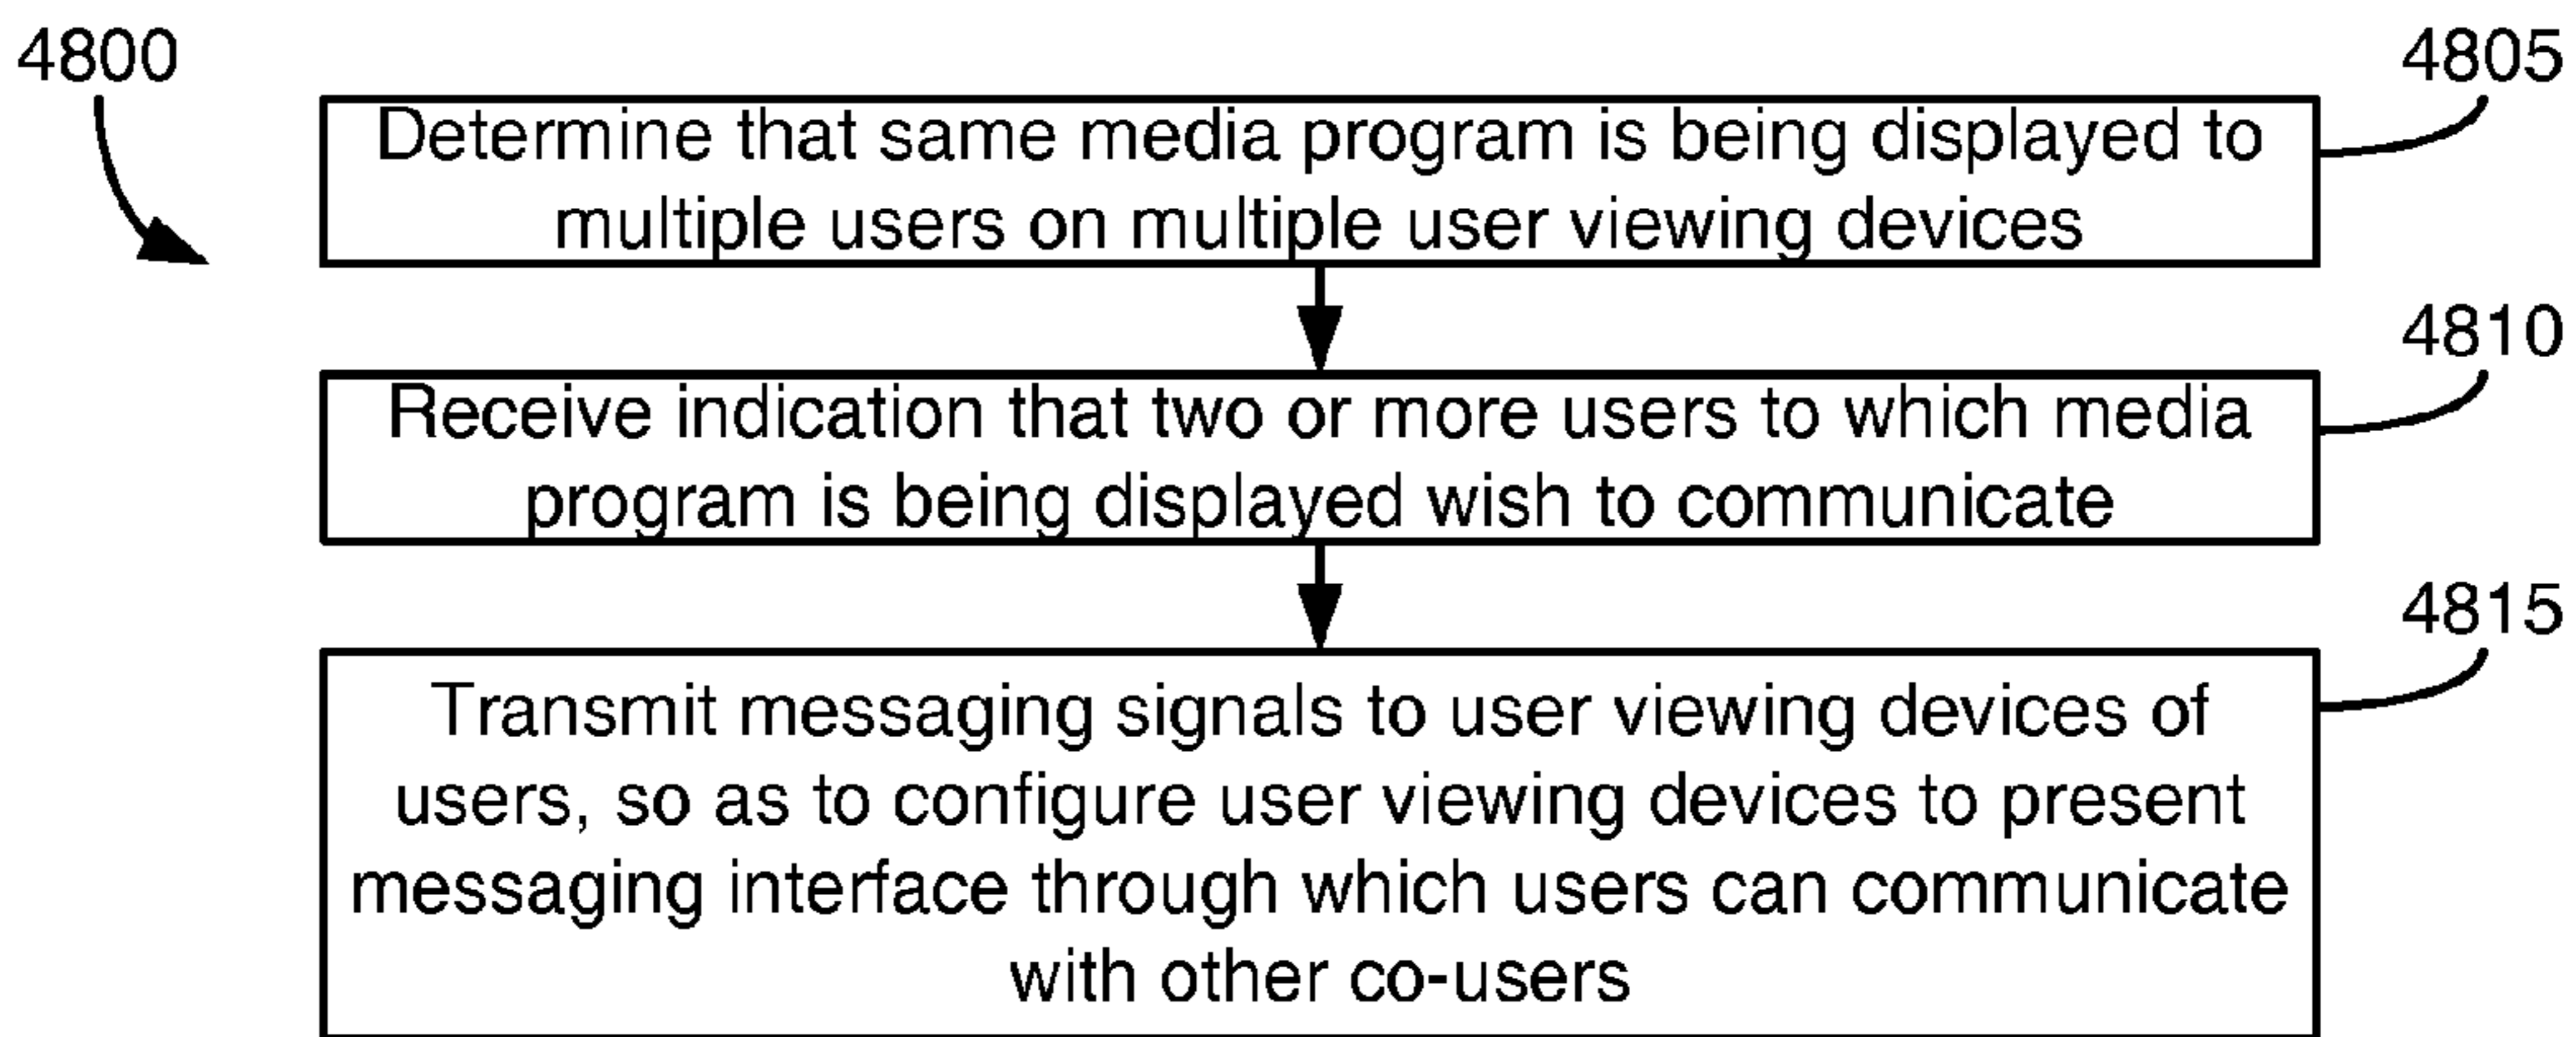 4800
4805
Determine that same media program is being displayed to
multiple users on multiple user viewing devices
4810
Receive indication that two or more users to which media
program is being displayed wish to communicate
4815
Transmit messaging signals to user viewing devices of
users, so as to configure user viewing devices to present
messaging interface through which users can communicate
with other co-users